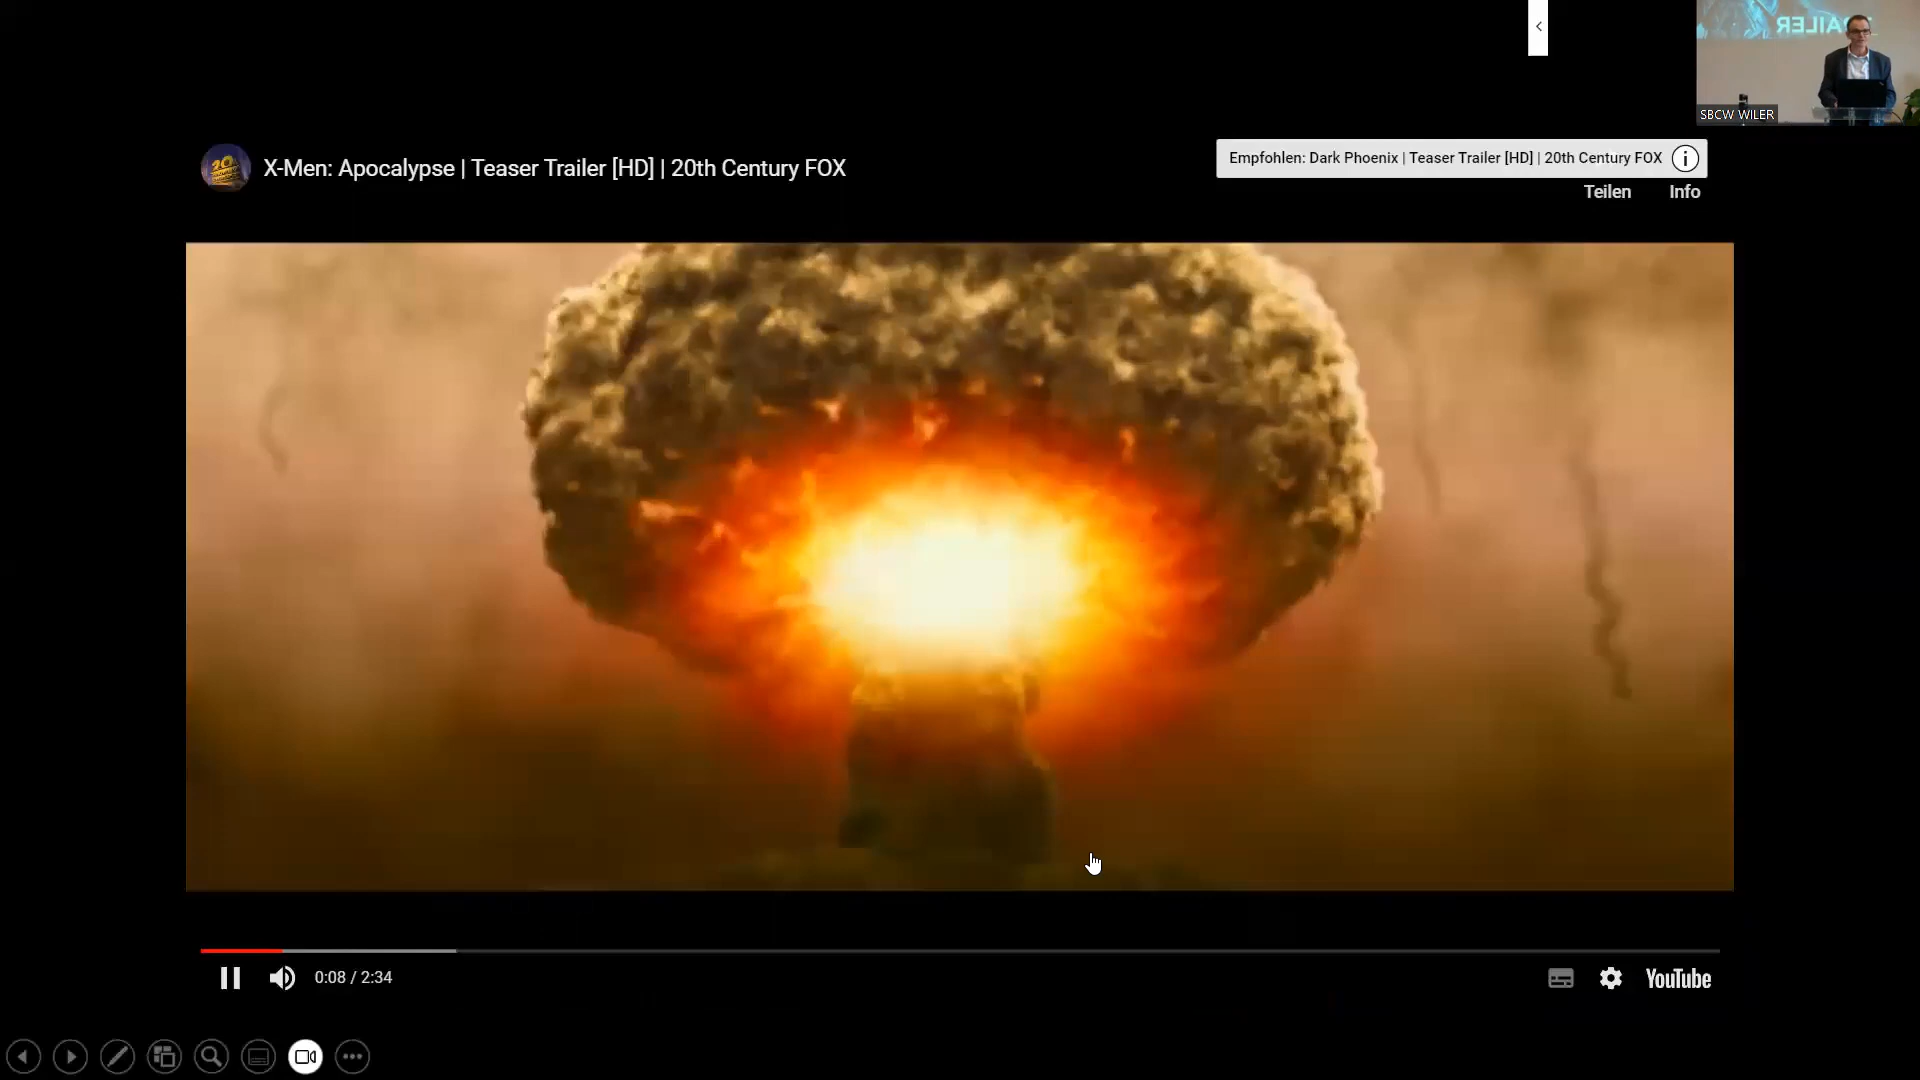 SBCW WILER
X-Men: Apocalypse | Teaser Trailer [HD] | 20th Century FOX
Empfohlen: Dark Phoenix | Teaser Trailer [HD] | 20th Century FOX
Teilen
Info
0:08 / 2:34
YouTube